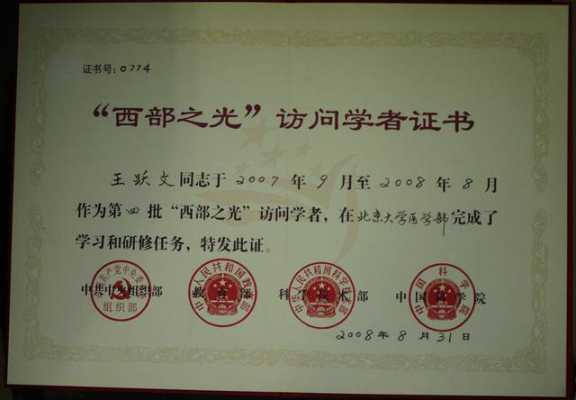 证书号：0774
“西部之光”访问学者证书
王跃文同志于2007年9月至2008年8月
作为第四批“西部之光”访问学者，在北京大学医学部完成了
学习和研修任务，特发此证。
中共中央组织部 教育部 科学技术部 中国科学院
2008年8月31日